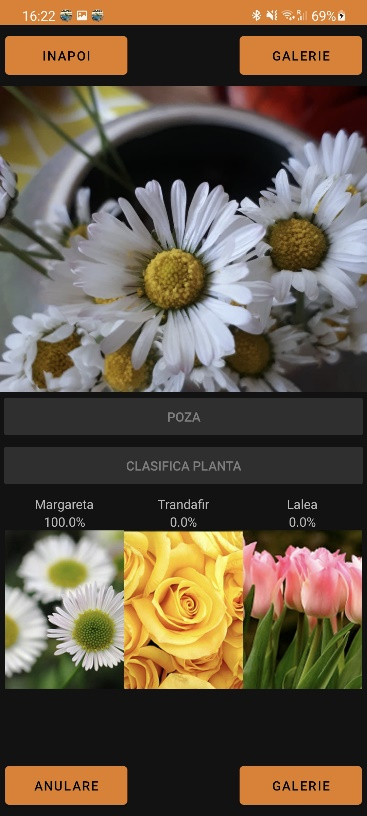 16:22 69%
INAPOI GALERIE
POZA
CLASIFICA PLANTA
Margareta Trandafir Lalea
100.0% 0.0% 0.0%
ANULARE GALERIE